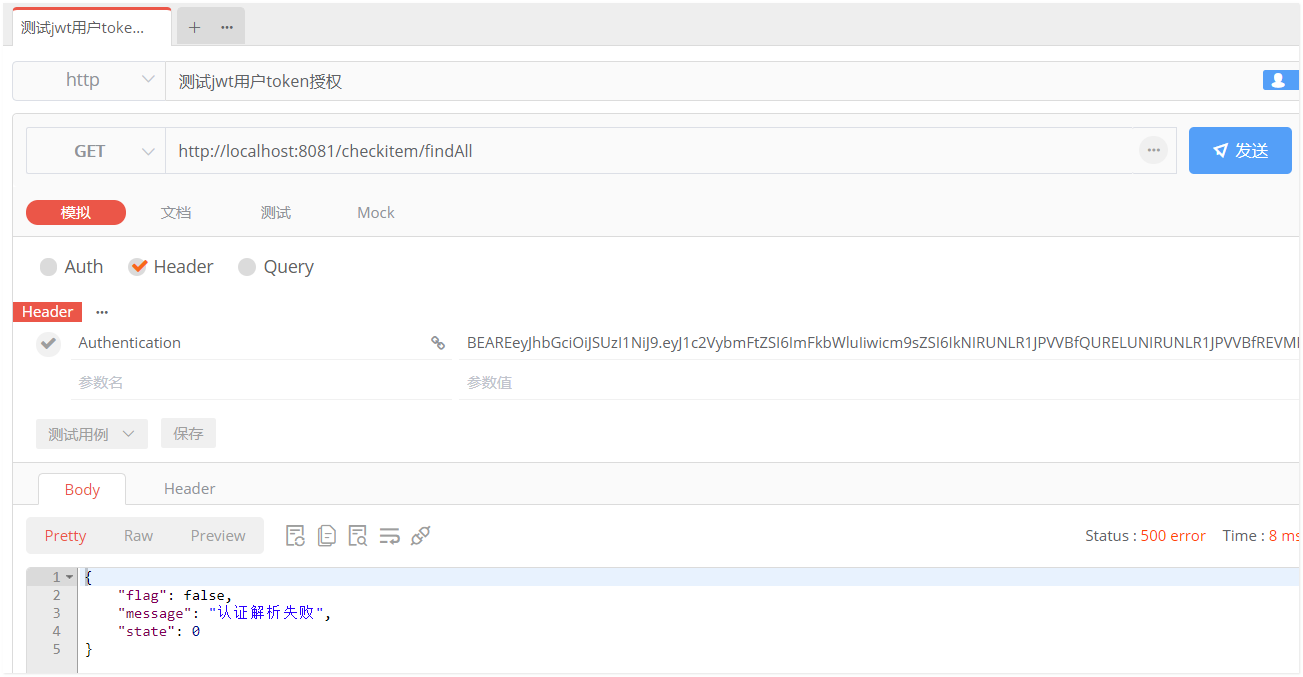 测试jwt用户toke...
http
测试jwt用户token授权
GET
http://localhost:8081/checkitem/findAll
发送
模拟 文档 测试 Mock
Auth Header Query
Header
Authentication BEAREeyJhbGciOiJSUzI1NiJ9.eyJ1c2VybmFtZSI6ImFkbWluIiwicm9sZSI6IkNIRUNLR1JPVVBfQURELUNIRUNLR1JPVVBfREVM
参数名 参数值
测试用例 保存
Body Header
Pretty Raw Preview Status : 500 error Time : 8 ms
1 {
2 "flag": false,
3 "message": "认证解析失败",
4 "state": 0
5 }